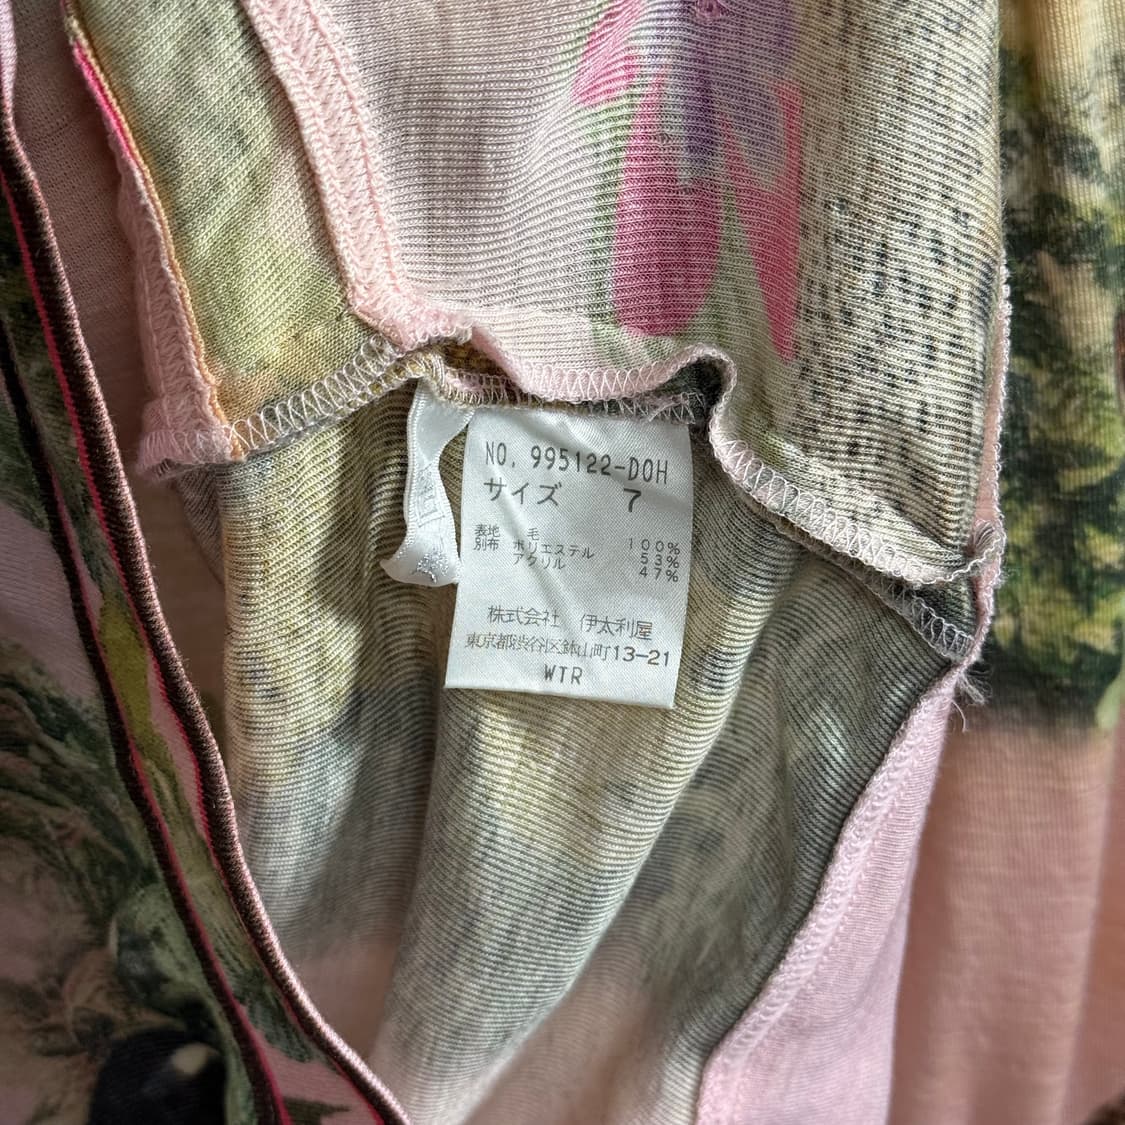 NO. 995122-DOH
サイズ 7
表地 毛 100%
別布 ポリエステル 53%
アクリル 47%
株式会社 伊太利屋
東京都渋谷区鉢山町13-21
WTR